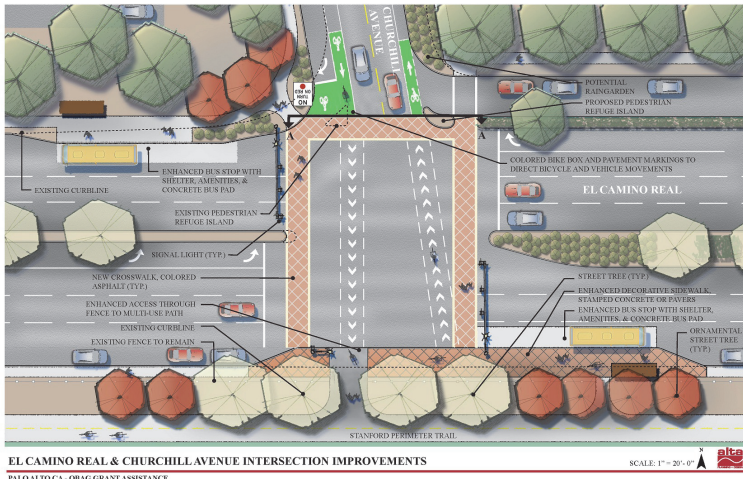 CHURCHILL
AVENUE
NO
TURN
ON RED
POTENTIAL
RAINGARDEN
PROPOSED PEDESTRIAN
REFUGE ISLAND
A
A
COLORED BIKE BOX AND PAVEMENT MARKINGS TO
DIRECT BICYCLE AND VEHICLE MOVEMENTS
ENHANCED BUS STOP WITH
SHELTER, AMENITIES, &
CONCRETE BUS PAD
EXISTING CURBLINE
EL CAMINO REAL
EXISTING PEDESTRIAN
REFUGE ISLAND
SIGNAL LIGHT (TYP.)
NEW CROSSWALK, COLORED
ASPHALT (TYP.)
STREET TREE (TYP.)
ENHANCED DECORATIVE SIDEWALK,
STAMPED CONCRETE OR PAVERS
ENHANCED BUS STOP WITH SHELTER,
AMENITIES, & CONCRETE BUS PAD
ENHANCED ACCESS THROUGH
FENCE TO MULTI-USE PATH
EXISTING CURBLINE
EXISTING FENCE TO REMAIN
ORNAMENTAL
STREET TREE
(TYP.)
STANFORD PERIMETER TRAIL
EL CAMINO REAL & CHURCHILL AVENUE INTERSECTION IMPROVEMENTS
SCALE: 1" = 20'- 0"
N
alta
PALO ALTO CA - OBAG GRANT ASSISTANCE